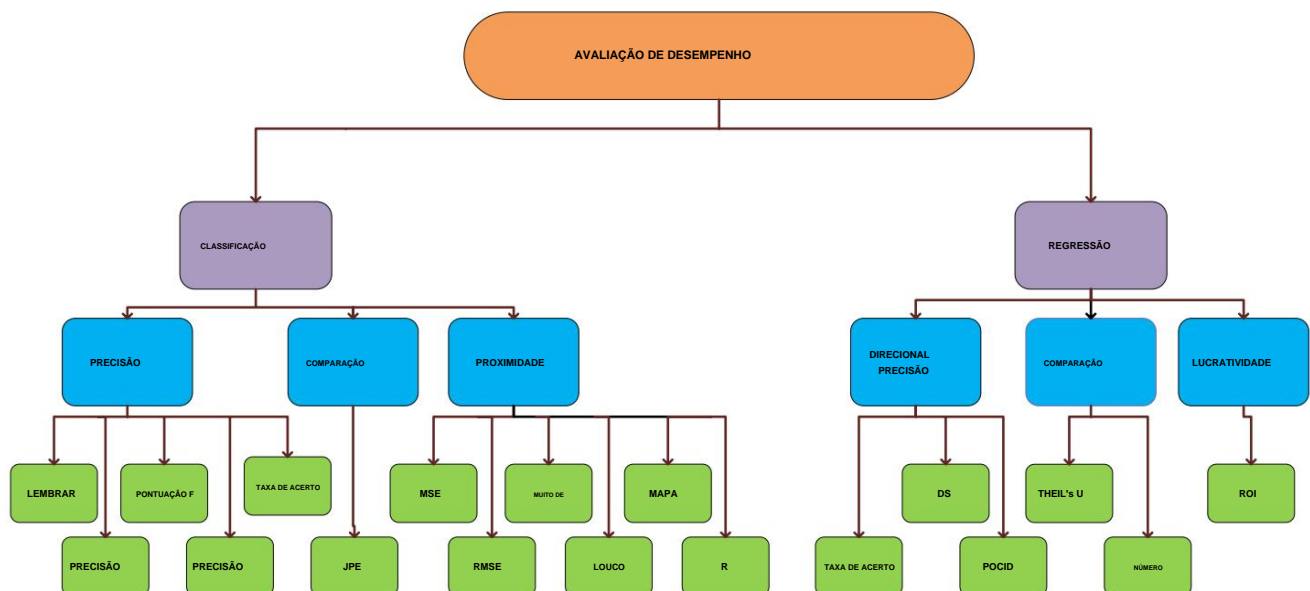 AVALIAÇÃO DE DESEMPENHO
CLASSIFICAÇÃO
REGRESSÃO
PRECISÃO
COMPARAÇÃO
PROXIMIDADE
DIRECIONAL
PRECISÃO
COMPARAÇÃO
LUCRATIVIDADE
LEMBRAR
PONTUAÇÃO F
TAXA DE ACERTO
MSE
MUITO DE
MAPA
DS
THEIL's U
ROI
PRECISÃO
PRECISÃO
JPE
RMSE
LOUCO
R
TAXA DE ACERTO
POCID
NÚMERO